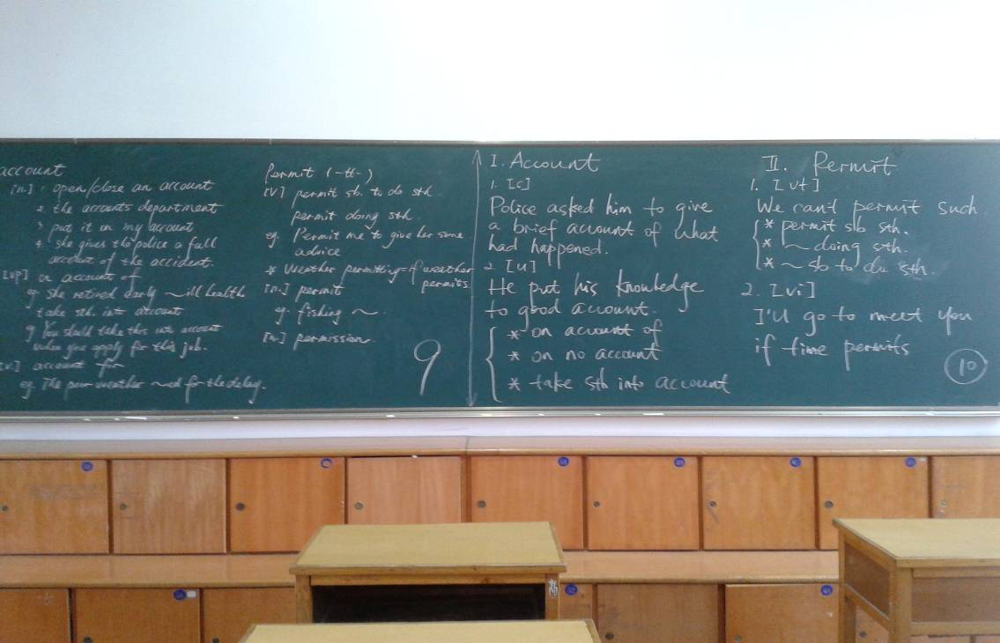 account
[n.] 1. open/close an account
2. the accounts department
3. put it on my account
4. she gives the police a full
account of the accident.
[vp] on account of
eg. She retired early ~ ill health
take sth. into account
eg. You should take this into account
when you apply for this job.
[v.] account for
eg. The poor weather ~ed for the delay.
Permit (-tt-)
[v] permit sb. to do sth.
permit doing sth.
eg. Permit me to give her some
advice
* Weather permitting = if weather
permits.
[n.] permit
eg. fishing ~.
[n.] permission.
9
I. Account
1. [c]
Police asked him to give
a brief account of what
had happened.
2. [u]
He put his knowledge
to good account.
* on account of
* on no account
* take sth into account
II. Permit
1. [vt]
We can't permit such.
* permit sb sth.
* ~ doing sth.
* ~ sb to do sth.
2. [vi]
I'll go to meet you
if time permits
10